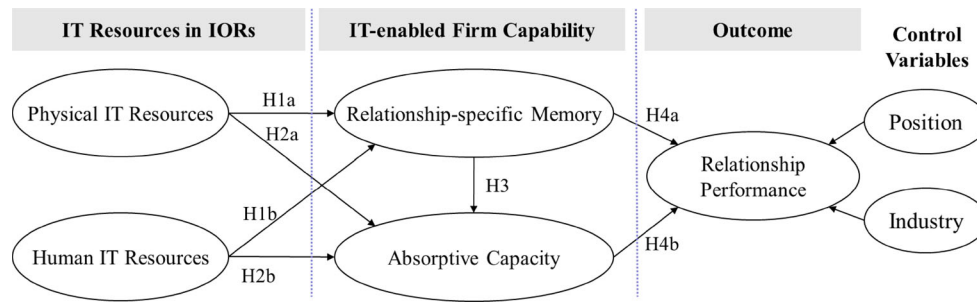 IT Resources in IORs
IT-enabled Firm Capability
Outcome
Control
Variables
Physical IT Resources
H1a
Relationship-specific Memory
H4a
Position
H2a
Relationship
Performance
H3
H1b
Human IT Resources
H2b
Absorptive Capacity
H4b
Industry